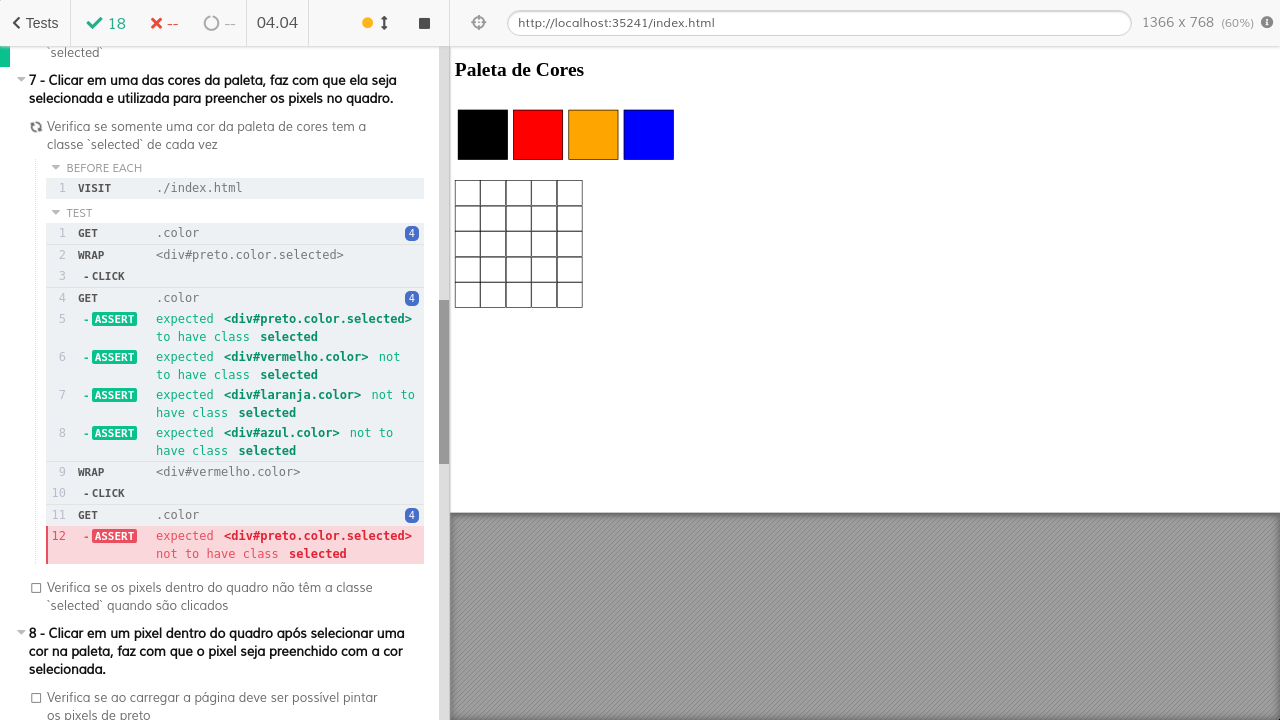 Tests
18
--
--
04.04
http://localhost:35241/index.html
1366 x 768 (60%)
`selected`
7 - Clicar em uma das cores da paleta, faz com que ela seja
selecionada e utilizada para preencher os pixels no quadro.
Verifica se somente uma cor da paleta de cores tem a
classe `selected` de cada vez
BEFORE EACH
1 VISIT ./index.html
TEST
1 GET .color 4
2 WRAP <div#preto.color.selected>
3 -CLICK
4 GET .color 4
5 -ASSERT expected <div#preto.color.selected>
to have class selected
6 -ASSERT expected <div#vermelho.color> not
to have class selected
7 -ASSERT expected <div#laranja.color> not to
have class selected
8 -ASSERT expected <div#azul.color> not to
have class selected
9 WRAP <div#vermelho.color>
10 -CLICK
11 GET .color 4
12 -ASSERT expected <div#preto.color.selected>
not to have class selected
Verifica se os pixels dentro do quadro não têm a classe
`selected` quando são clicados
8 - Clicar em um pixel dentro do quadro após selecionar uma
cor na paleta, faz com que o pixel seja preenchido com a cor
selecionada.
Verifica se ao carregar a página deve ser possível pintar
os pixels de preto
Paleta de Cores